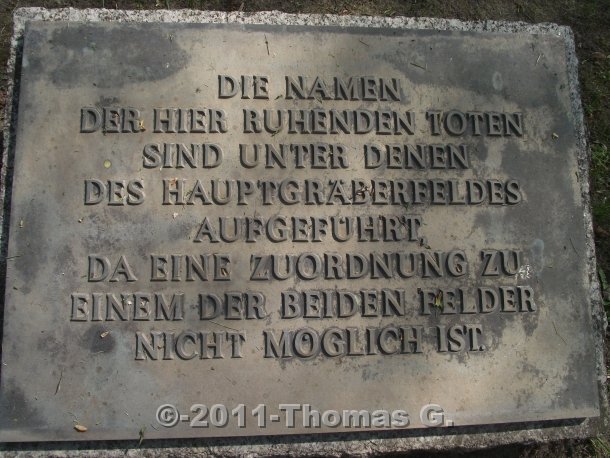 DIE NAMEN
DER HIER RUHENDEN TOTEN
SIND UNTER DENEN
DES HAUPTGRÄBERFELDES
AUFGEFÜHRT,
DA EINE ZUORDNUNG ZU
EINEM DER BEIDEN FELDER
NICHT MÖGLICH IST.
©-2011-Thomas G.